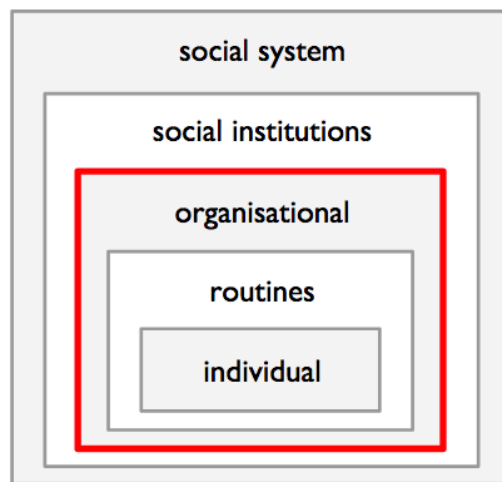 social system
social institutions
organisational
routines
individual